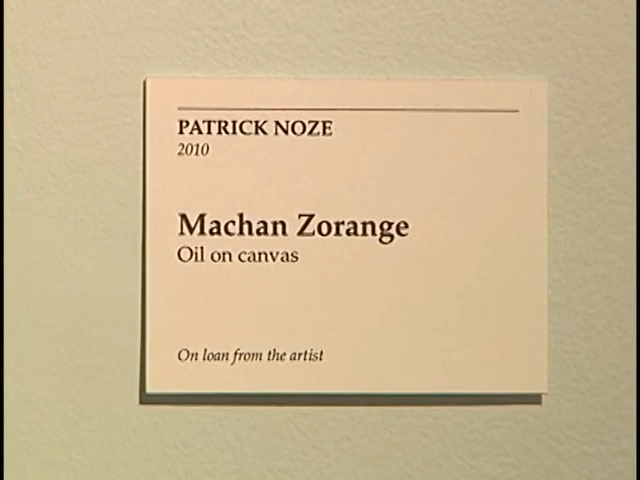 PATRICK NOZE
2010
Machan Zorange
Oil on canvas
On loan from the artist